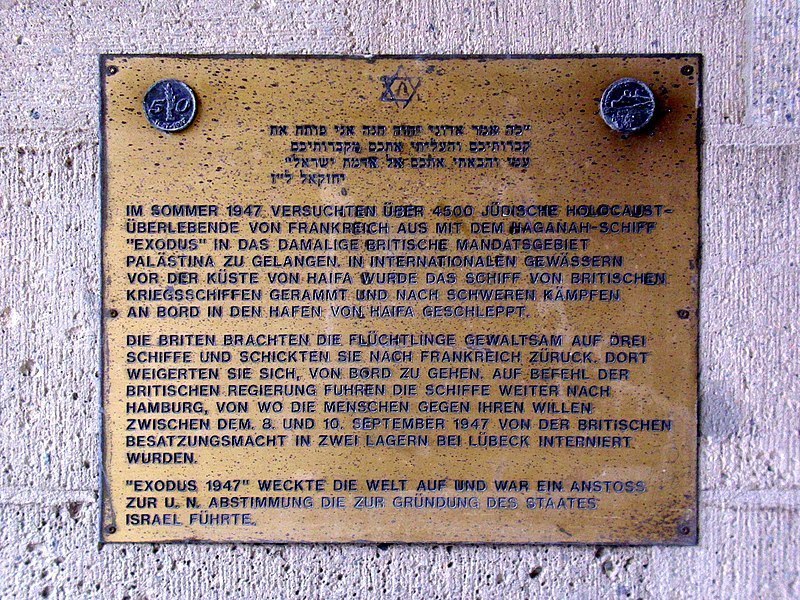 50
"כה אמר אדוני יהוה הנה אני פותח את
קברותיכם והעליתי אתכם מקברותיכם
עמי והבאתי אתכם אל אדמת ישראל"
יחזקאל ל"ז
IM SOMMER 1947 VERSUCHTEN ÜBER 4500 JÜDISCHE HOLOCAUST-
ÜBERLEBENDE VON FRANKREICH AUS MIT DEM HAGANAH-SCHIFF
"EXODUS" IN DAS DAMALIGE BRITISCHE MANDATSGEBIET
PALÄSTINA ZU GELANGEN. IN INTERNATIONALEN GEWÄSSERN
VOR DER KÜSTE VON HAIFA WURDE DAS SCHIFF VON BRITISCHEN
KRIEGSSCHIFFEN GERAMMT UND NACH SCHWEREN KÄMPFEN
AN BORD IN DEN HAFEN VON HAIFA GESCHLEPPT.
DIE BRITEN BRACHTEN DIE FLÜCHTLINGE GEWALTSAM AUF DREI
SCHIFFE UND SCHICKTEN SIE NACH FRANKREICH ZÜRUCK. DORT
WEIGERTEN SIE SICH, VON BORD ZU GEHEN. AUF BEFEHL DER
BRITISCHEN REGIERUNG FUHREN DIE SCHIFFE WEITER NACH
HAMBURG, VON WO DIE MENSCHEN GEGEN IHREN WILLEN
ZWISCHEN DEM. 8. UND 10. SEPTEMBER 1947 VON DER BRITISCHEN
BESATZUNGSMACHT IN ZWEI LAGERN BEI LÜBECK INTERNIERT
WURDEN.
"EXODUS 1947" WECKTE DIE WELT AUF UND WAR EIN ANSTOSS
ZUR U. N. ABSTIMMUNG DIE ZUR GRÜNDUNG DES STAATES
ISRAEL FÜHRTE.